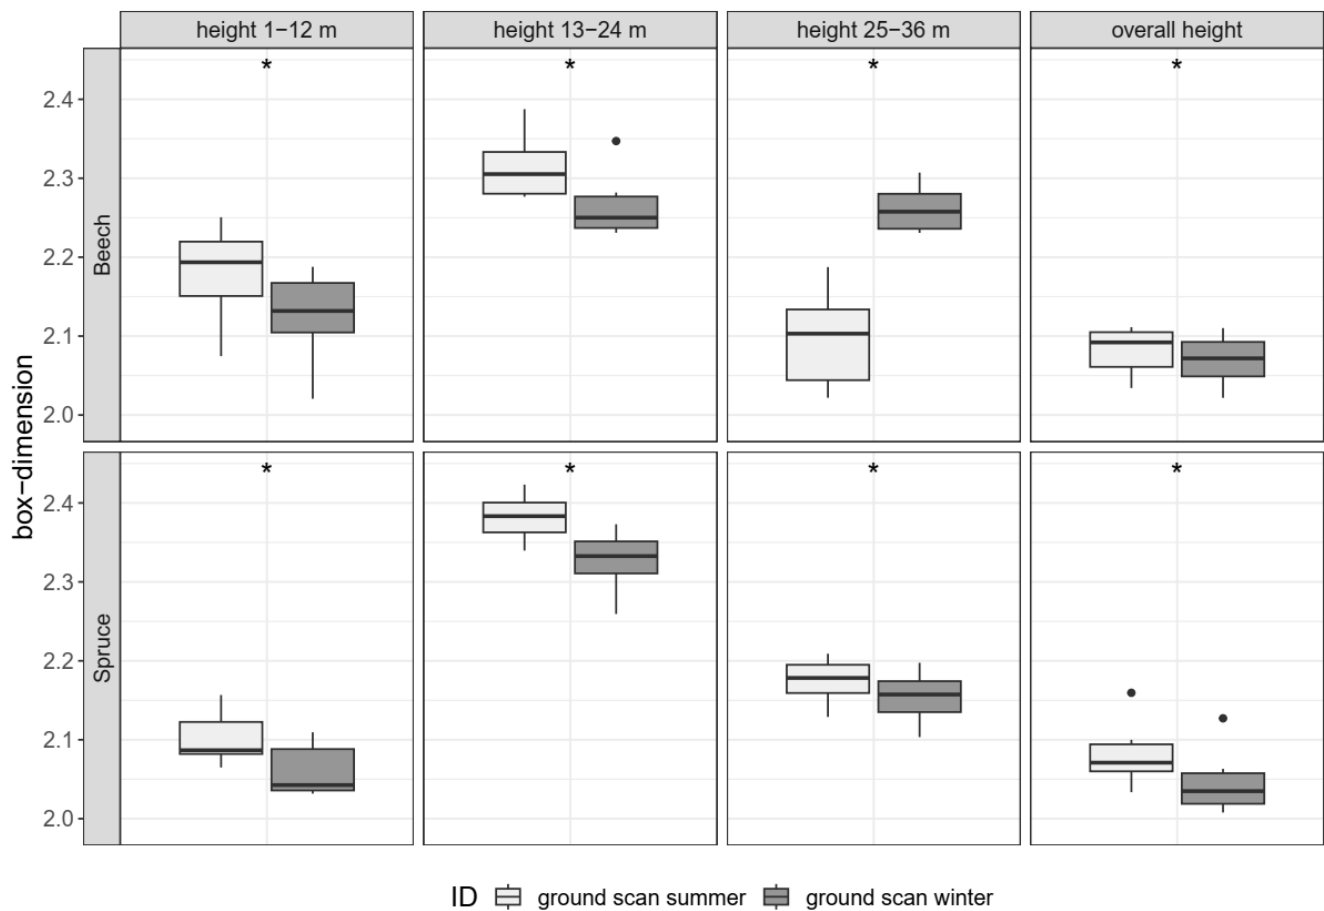 height 1−12 m
height 13−24 m
height 25−36 m
overall height
box−dimension
Beech
* * * *
2.4
2.3
2.2
2.1
2.0
Spruce
* * * *
2.4
2.3
2.2
2.1
2.0
ID ground scan summer ground scan winter